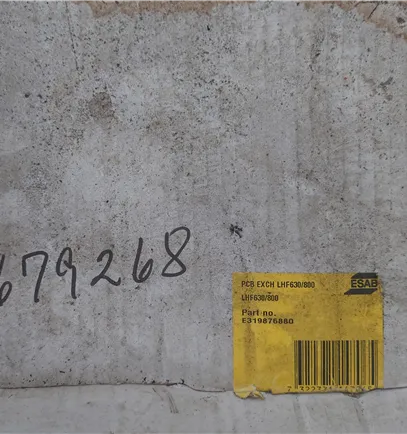 679268
PCB EXCH LHF630/800
ESAB
LHF630/800
Part no.
E319876880